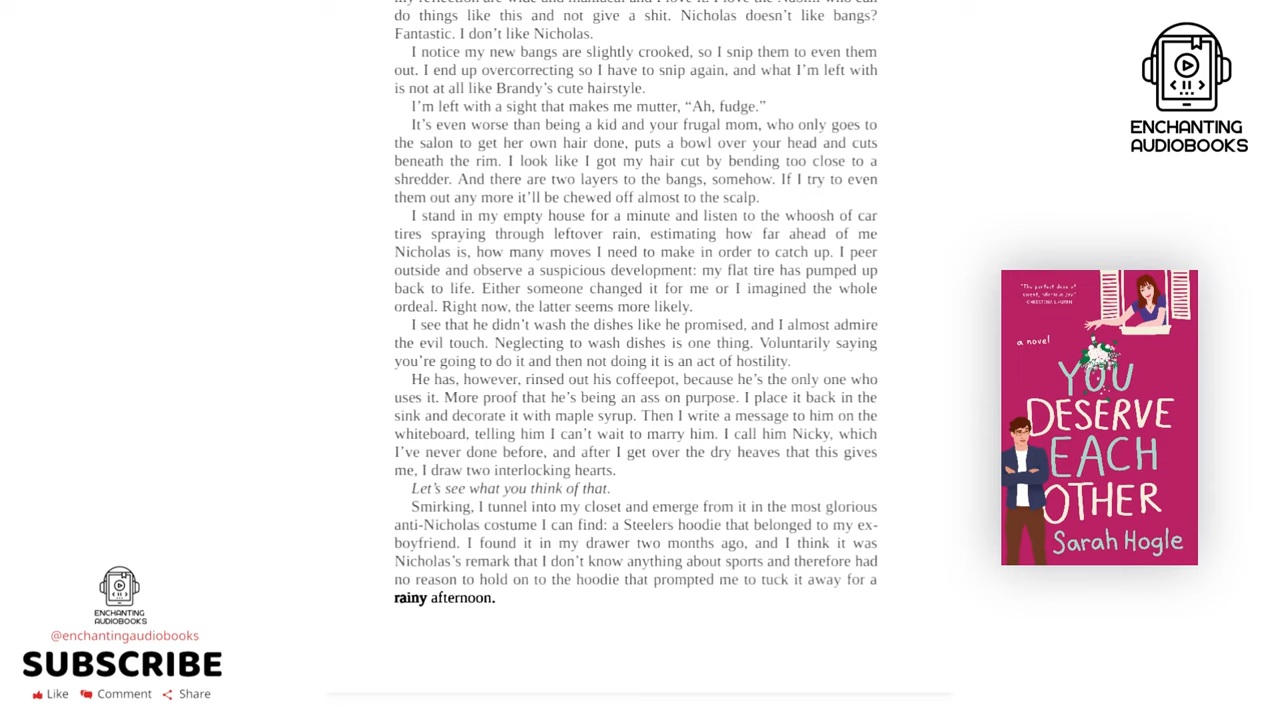 my reflection are wide and maniacal and I love it. I love the Naomi who can
do things like this and not give a shit. Nicholas doesn’t like bangs?
Fantastic. I don’t like Nicholas.
I notice my new bangs are slightly crooked, so I snip them to even them
out. I end up overcorrecting so I have to snip again, and what I’m left with
is not at all like Brandy’s cute hairstyle.
I’m left with a sight that makes me mutter, “Ah, fudge.”
It’s even worse than being a kid and your frugal mom, who only goes to
the salon to get her own hair done, puts a bowl over your head and cuts
beneath the rim. I look like I got my hair cut by bending too close to a
shredder. And there are two layers to the bangs, somehow. If I try to even
them out any more it’ll be chewed off almost to the scalp.
I stand in my empty house for a minute and listen to the whoosh of car
tires spraying through leftover rain, estimating how far ahead of me
Nicholas is, how many moves I need to make in order to catch up. I peer
outside and observe a suspicious development: my flat tire has pumped up
back to life. Either someone changed it for me or I imagined the whole
ordeal. Right now, the latter seems more likely.
I see that he didn’t wash the dishes like he promised, and I almost admire
the evil touch. Neglecting to wash dishes is one thing. Voluntarily saying
you’re going to do it and then not doing it is an act of hostility.
He has, however, rinsed out his coffeepot, because he’s the only one who
uses it. More proof that he’s being an ass on purpose. I place it back in the
sink and decorate it with maple syrup. Then I write a message to him on the
whiteboard, telling him I can’t wait to marry him. I call him Nicky, which
I’ve never done before, and after I get over the dry heaves that this gives
me, I draw two interlocking hearts.
Let’s see what you think of that.
Smirking, I tunnel into my closet and emerge from it in the most glorious
anti-Nicholas costume I can find: a Steelers hoodie that belonged to my ex-
boyfriend. I found it in my drawer two months ago, and I think it was
Nicholas’s remark that I don’t know anything about sports and therefore had
no reason to hold on to the hoodie that prompted me to tuck it away for a
rainy afternoon.
ENCHANTING
AUDIOBOOKS
a novel
YOU
DESERVE
EACH
OTHER
Sarah Hogle
ENCHANTING
AUDIOBOOKS
@enchantingaudiobooks
SUBSCRIBE
Like Comment Share